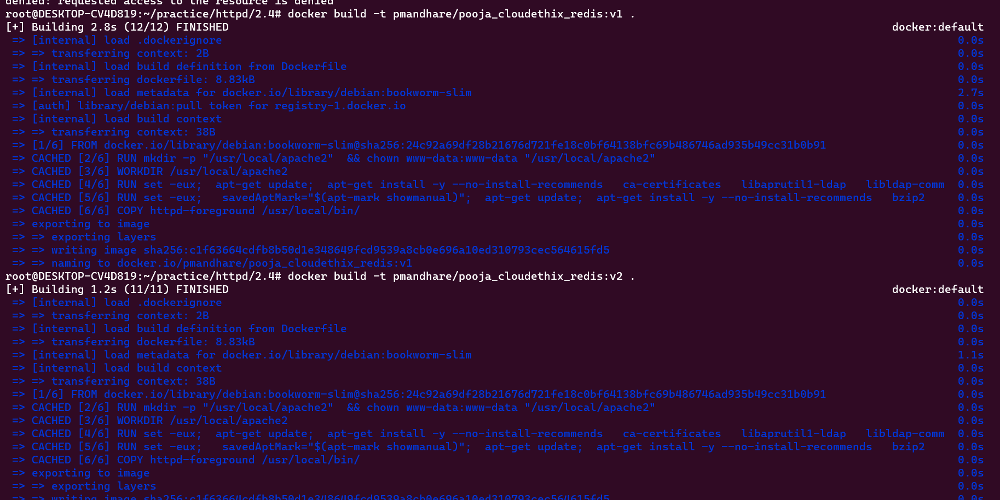 denied: requested access to the resource is denied
root@DESKTOP-CV4D819:~/practice/httpd/2.4# docker build -t pmandhare/pooja_cloudethix_redis:v1 .
[+] Building 2.8s (12/12) FINISHED docker:default
=> [internal] load .dockerignore 0.0s
=> => transferring context: 2B 0.0s
=> [internal] load build definition from Dockerfile 0.0s
=> => transferring dockerfile: 8.83kB 0.0s
=> [internal] load metadata for docker.io/library/debian:bookworm-slim 2.7s
=> [auth] library/debian:pull token for registry-1.docker.io 0.0s
=> [internal] load build context 0.0s
=> => transferring context: 38B 0.0s
=> [1/6] FROM docker.io/library/debian:bookworm-slim@sha256:24c92a69df28b21676d721fe18c0bf64138bfc69b486746ad935b49cc31b0b91 0.0s
=> CACHED [2/6] RUN mkdir -p "/usr/local/apache2"  && chown www-data:www-data "/usr/local/apache2" 0.0s
=> CACHED [3/6] WORKDIR /usr/local/apache2 0.0s
=> CACHED [4/6] RUN set -eux;  apt-get update;  apt-get install -y --no-install-recommends   ca-certificates   libaprutil1-ldap   libldap-comm 0.0s
=> CACHED [5/6] RUN set -eux;   savedAptMark="$(apt-mark showmanual)";  apt-get update;  apt-get install -y --no-install-recommends   bzip2 0.0s
=> CACHED [6/6] COPY httpd-foreground /usr/local/bin/ 0.0s
=> exporting to image 0.0s
=> => exporting layers 0.0s
=> => writing image sha256:c1f63664cdfb8b50d1e348649fcd9539a8cb0e696a10ed310793cec564615fd5 0.0s
=> => naming to docker.io/pmandhare/pooja_cloudethix_redis:v1 0.0s
root@DESKTOP-CV4D819:~/practice/httpd/2.4# docker build -t pmandhare/pooja_cloudethix_redis:v2 .
[+] Building 1.2s (11/11) FINISHED docker:default
=> [internal] load .dockerignore 0.0s
=> => transferring context: 2B 0.0s
=> [internal] load build definition from Dockerfile 0.0s
=> => transferring dockerfile: 8.83kB 0.0s
=> [internal] load metadata for docker.io/library/debian:bookworm-slim 1.1s
=> [internal] load build context 0.0s
=> => transferring context: 38B 0.0s
=> [1/6] FROM docker.io/library/debian:bookworm-slim@sha256:24c92a69df28b21676d721fe18c0bf64138bfc69b486746ad935b49cc31b0b91 0.0s
=> CACHED [2/6] RUN mkdir -p "/usr/local/apache2"  && chown www-data:www-data "/usr/local/apache2" 0.0s
=> CACHED [3/6] WORKDIR /usr/local/apache2 0.0s
=> CACHED [4/6] RUN set -eux;  apt-get update;  apt-get install -y --no-install-recommends   ca-certificates   libaprutil1-ldap   libldap-comm 0.0s
=> CACHED [5/6] RUN set -eux;   savedAptMark="$(apt-mark showmanual)";  apt-get update;  apt-get install -y --no-install-recommends   bzip2 0.0s
=> CACHED [6/6] COPY httpd-foreground /usr/local/bin/ 0.0s
=> exporting to image 0.0s
=> => exporting layers 0.0s
=> => writing image sha256:c1f63664cdfb8b50d1e348649fcd9539a8cb0e696a10ed310793cec564615fd5 0.0s